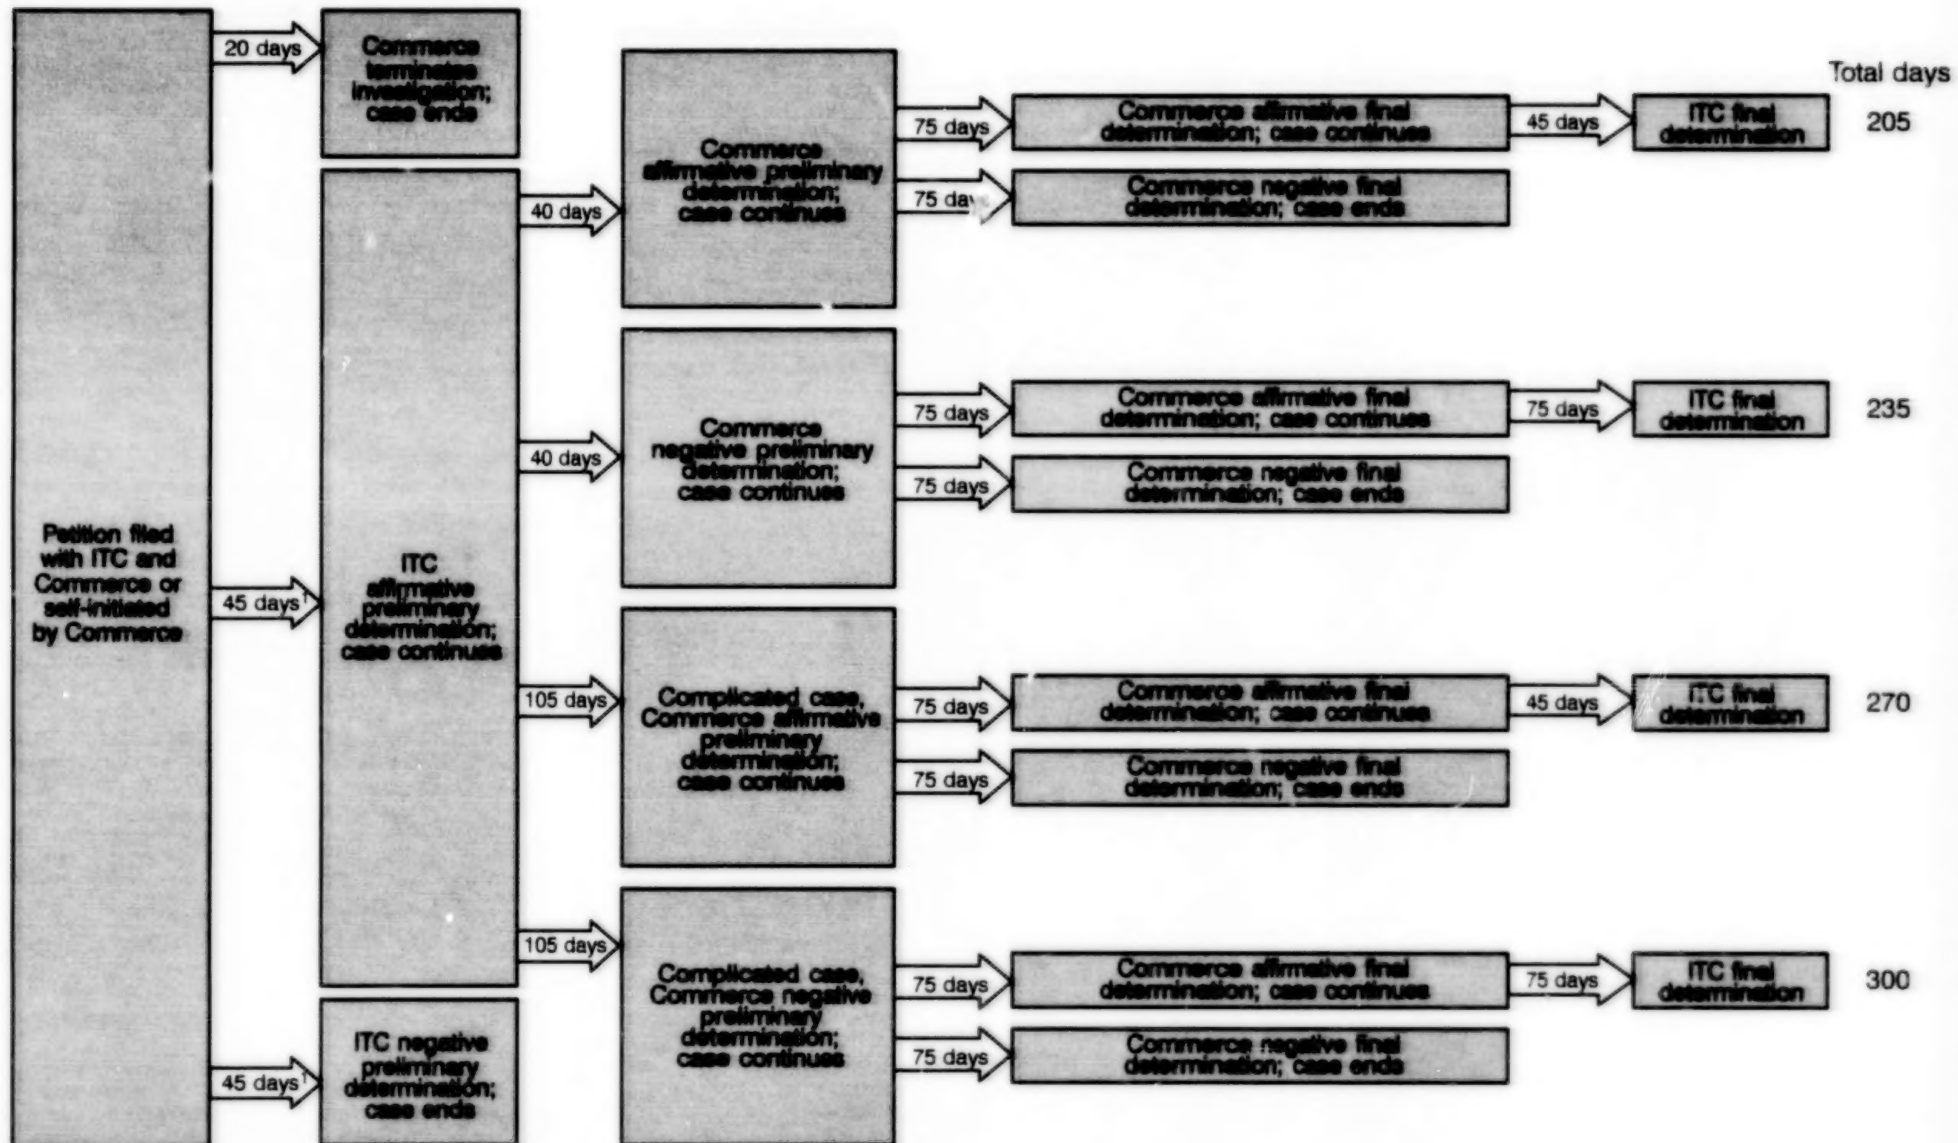 20 days
Commerce
terminates
investigation;
case ends
Total days
Petition filed
with ITC and
Commerce or
self-initiated
by Commerce
45 days†
ITC
affirmative
preliminary
determination;
case continues
45 days†
ITC negative
preliminary
determination;
case ends
40 days
Commerce
affirmative preliminary
determination;
case continues
75 days
Commerce affirmative final
determination; case continues
45 days
ITC final
determination
205
75 days
Commerce negative final
determination; case ends
40 days
Commerce
negative preliminary
determination;
case continues
75 days
Commerce affirmative final
determination; case continues
75 days
ITC final
determination
235
75 days
Commerce negative final
determination; case ends
105 days
Complicated case,
Commerce affirmative
preliminary
determination;
case continues
75 days
Commerce affirmative final
determination; case continues
45 days
ITC final
determination
270
75 days
Commerce negative final
determination; case ends
105 days
Complicated case,
Commerce negative
preliminary
determination;
case continues
75 days
Commerce affirmative final
determination; case continues
75 days
ITC final
determination
300
75 days
Commerce negative final
determination; case ends